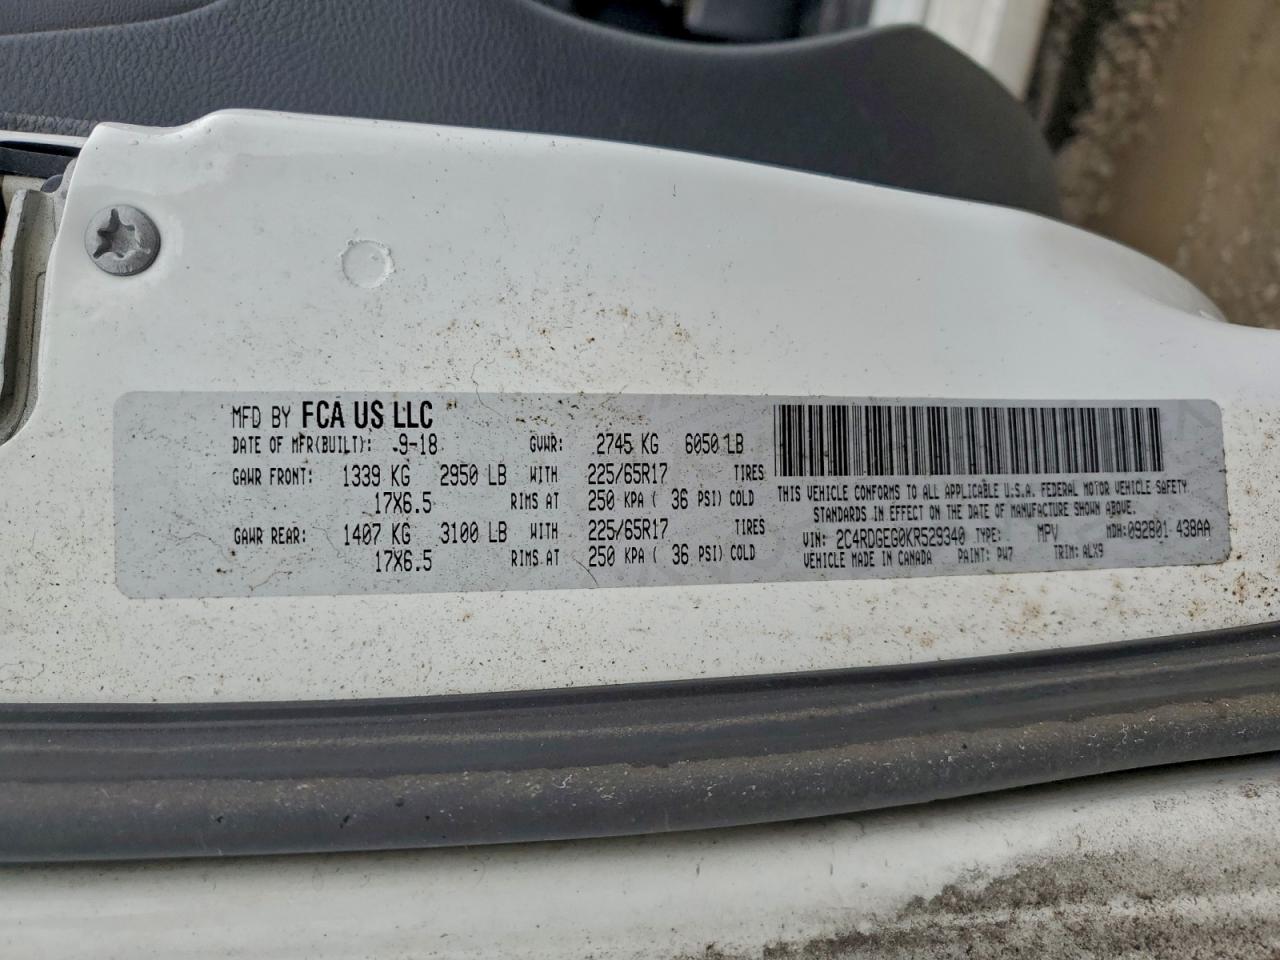 MFD BY FCA US LLC
DATE OF MFR(BUILT): 9-18 GVWR: 2745 KG 6050 LB
GAWR FRONT: 1339 KG 2950 LB WITH 225/65R17 TIRES
17X6.5 RIMS AT 250 KPA ( 36 PSI) COLD
GAWR REAR: 1407 KG 3100 LB WITH 225/65R17 TIRES
17X6.5 RIMS AT 250 KPA ( 36 PSI) COLD
THIS VEHICLE CONFORMS TO ALL APPLICABLE U.S.A. FEDERAL MOTOR VEHICLE SAFETY
STANDARDS IN EFFECT ON THE DATE OF MANUFACTURE SHOWN ABOVE.
VIN: 2C4RDGEG0KR529340 TYPE: MPV MDH:092801 438AA
VEHICLE MADE IN CANADA PAINT: PW7 TRIM: ALX9